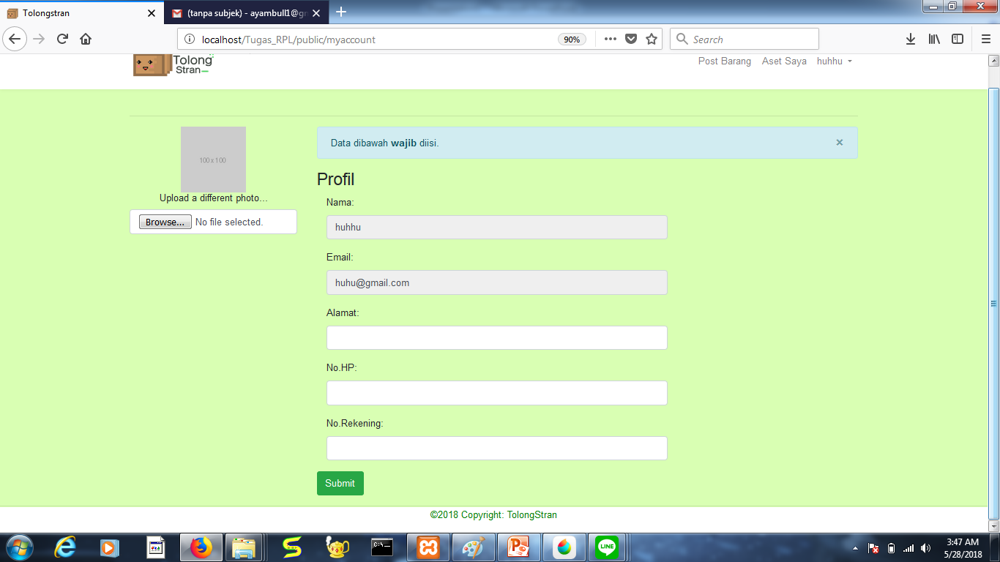 Tolongstran
(tanpa subjek) - ayambull1@gm
localhost/Tugas_RPL/public/myaccount
90%
Search
Tolong
Stran
Post Barang
Aset Saya
huhhu
100 x 100
Upload a different photo...
Browse...
No file selected.
Data dibawah wajib diisi.
×
Profil
Nama:
huhhu
Email:
huhu@gmail.com
Alamat:
No.HP:
No.Rekening:
Submit
©2018 Copyright: TolongStran
C:\
LINE
3:47 AM
5/28/2018